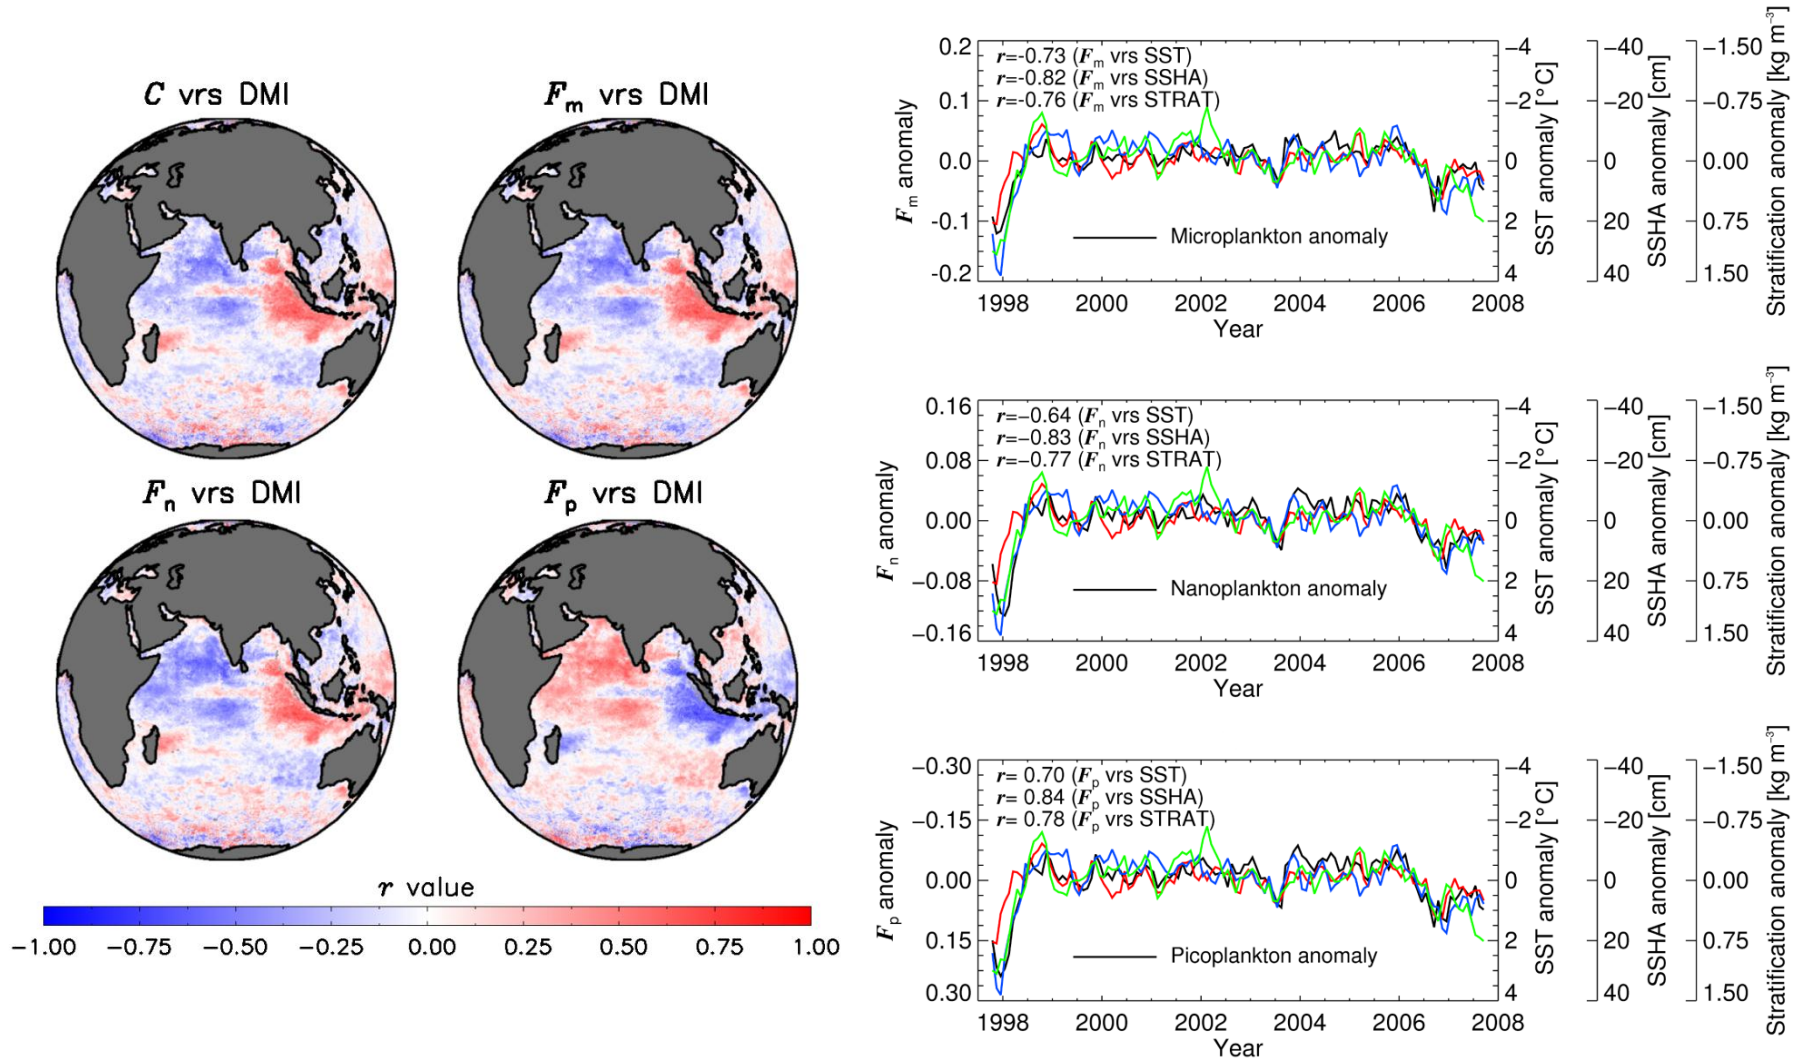 C vrs DMI
Fm vrs DMI
Fn vrs DMI
Fp vrs DMI
r value
-1.00 -0.75 -0.50 -0.25 0.00 0.25 0.50 0.75 1.00
r=-0.73 (Fm vrs SST)
r=-0.82 (Fm vrs SSHA)
r=-0.76 (Fm vrs STRAT)
Microplankton anomaly
Fm anomaly
0.2
0.1
0.0
-0.1
-0.2
1998 2000 2002 2004 2006 2008
Year
SST anomaly [°C]
−4
−2
0
2
4
SSHA anomaly [cm]
−40
−20
0
20
40
Stratification anomaly [kg m⁻³]
−1.50
−0.75
0.00
0.75
1.50
r=−0.64 (Fn vrs SST)
r=−0.83 (Fn vrs SSHA)
r=−0.77 (Fn vrs STRAT)
Nanoplankton anomaly
Fn anomaly
0.16
0.08
0.00
−0.08
−0.16
1998 2000 2002 2004 2006 2008
Year
SST anomaly [°C]
−4
−2
0
2
4
SSHA anomaly [cm]
−40
−20
0
20
40
Stratification anomaly [kg m⁻³]
−1.50
−0.75
0.00
0.75
1.50
r= 0.70 (Fp vrs SST)
r= 0.84 (Fp vrs SSHA)
r= 0.78 (Fp vrs STRAT)
Picoplankton anomaly
Fp anomaly
−0.30
−0.15
0.00
0.15
0.30
1998 2000 2002 2004 2006 2008
Year
SST anomaly [°C]
−4
−2
0
2
4
SSHA anomaly [cm]
−40
−20
0
20
40
Stratification anomaly [kg m⁻³]
−1.50
−0.75
0.00
0.75
1.50